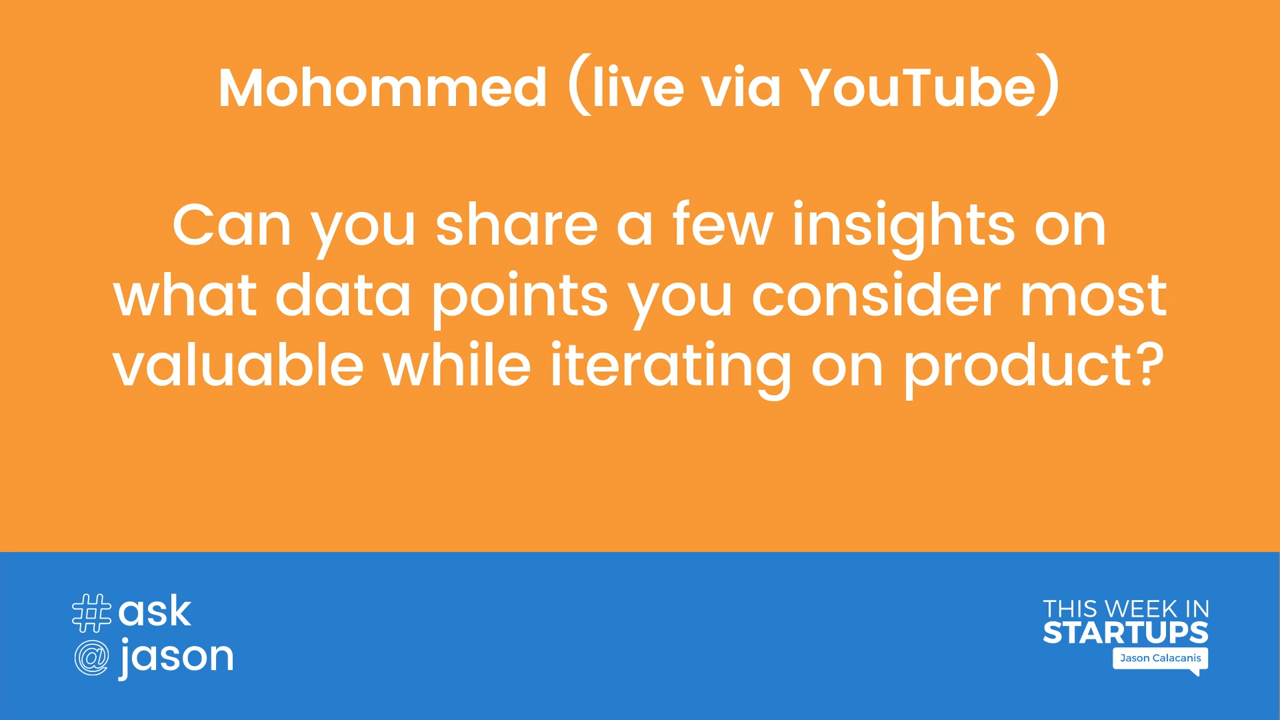 Mohommed (live via YouTube)
Can you share a few insights on
what data points you consider most
valuable while iterating on product?
#ask
@jason
THIS WEEK IN
STARTUPS
Jason Calacanis